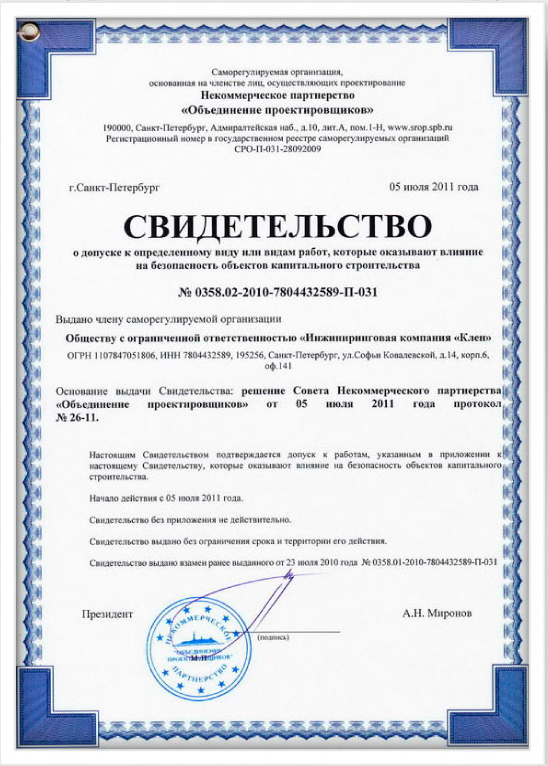 Саморегулируемая организация,
основанная на членстве лиц, осуществляющих проектирование
Некоммерческое партнерство
«Объединение проектировщиков»
190000, Санкт-Петербург, Адмиралтейская наб., д.10, лит.А, пом.1-Н, www.srop.spb.ru
Регистрационный номер в государственном реестре саморегулируемых организаций
СРО-П-031-28092009
г.Санкт-Петербург 05 июля 2011 года
СВИДЕТЕЛЬСТВО
о допуске к определенному виду или видам работ, которые оказывают влияние
на безопасность объектов капитального строительства
№ 0358.02-2010-7804432589-П-031
Выдано члену саморегулируемой организации
Обществу с ограниченной ответственностью «Инжиниринговая компания «Клен»
ОГРН 1107847051806, ИНН 7804432589, 195256, Санкт-Петербург, ул.Софьи Ковалевской, д.14, корп.6,
оф.141
Основание выдачи Свидетельства: решение Совета Некоммерческого партнерства
«Объединение проектировщиков» от 05 июля 2011 года протокол
№ 26-11.
Настоящим Свидетельством подтверждается допуск к работам, указанным в приложении к
настоящему Свидетельству, которые оказывают влияние на безопасность объектов капитального
строительства.
Начало действия с 05 июля 2011 года.
Свидетельство без приложения не действительно.
Свидетельство выдано без ограничения срока и территории его действия.
Свидетельство выдано взамен ранее выданного от 23 июля 2010 года № 0358.01-2010-7804432589-П-031
Президент А.Н. Миронов
(подпись)
НЕКОММЕРЧЕСКОЕ
"ОБЪЕДИНЕНИЕ
ПРОЕКТИРОВЩИКОВ"
М.П.
ПАРТНЕРСТВО